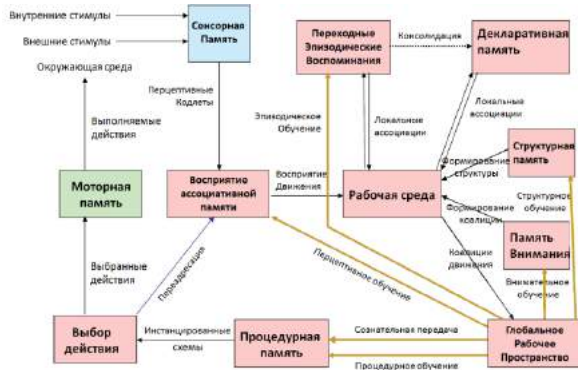 Внутренние стимулы
Внешние стимулы
Окружающая среда
Сонсорная
Память
Переходные
Эпизодические
Воспоминания
Консолидация
Декларативная
память
Перцептивные
Кодлеты
Эпизодическое
Обучение
Локальные
ассоциации
Локальные
ассоциации
Выполняемые
действия
Моторная
память
Восприятие
ассоциативной
памяти
Восприятие
Движения
Рабочая среда
Формирование
структуры
Структурная
память
Структурное
обучение
Формирование
коалиции
Память
Внимания
Коалиции
движения
Внимательное
обучение
Выбранные
действия
Переадресация
Перцептивное обучение
Выбор
действия
Инстанцированные
схемы
Процедурная
память
Сознательная передача
Процедурное обучение
Глобальное
Рабочее
Пространство